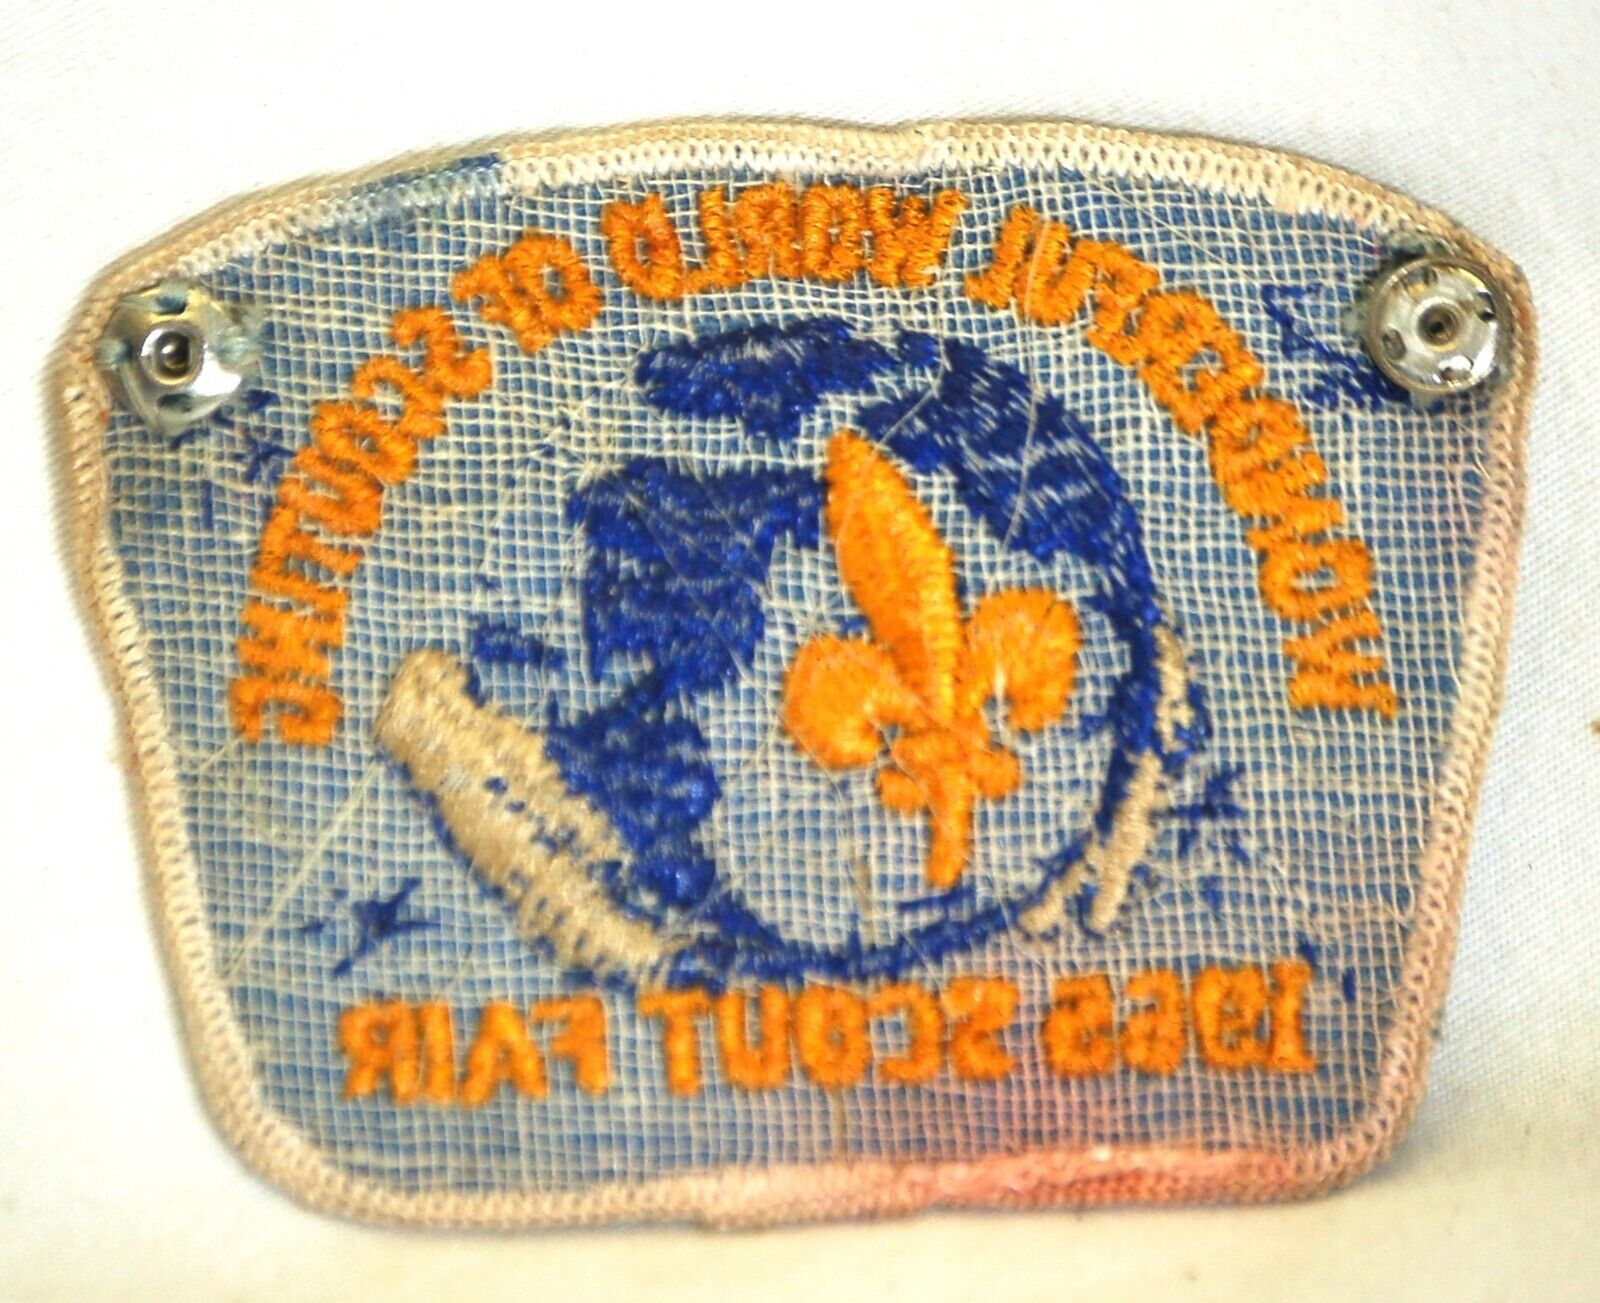 WONDERFUL WORLD OF SCOUTING
1965 SCOUT FAIR